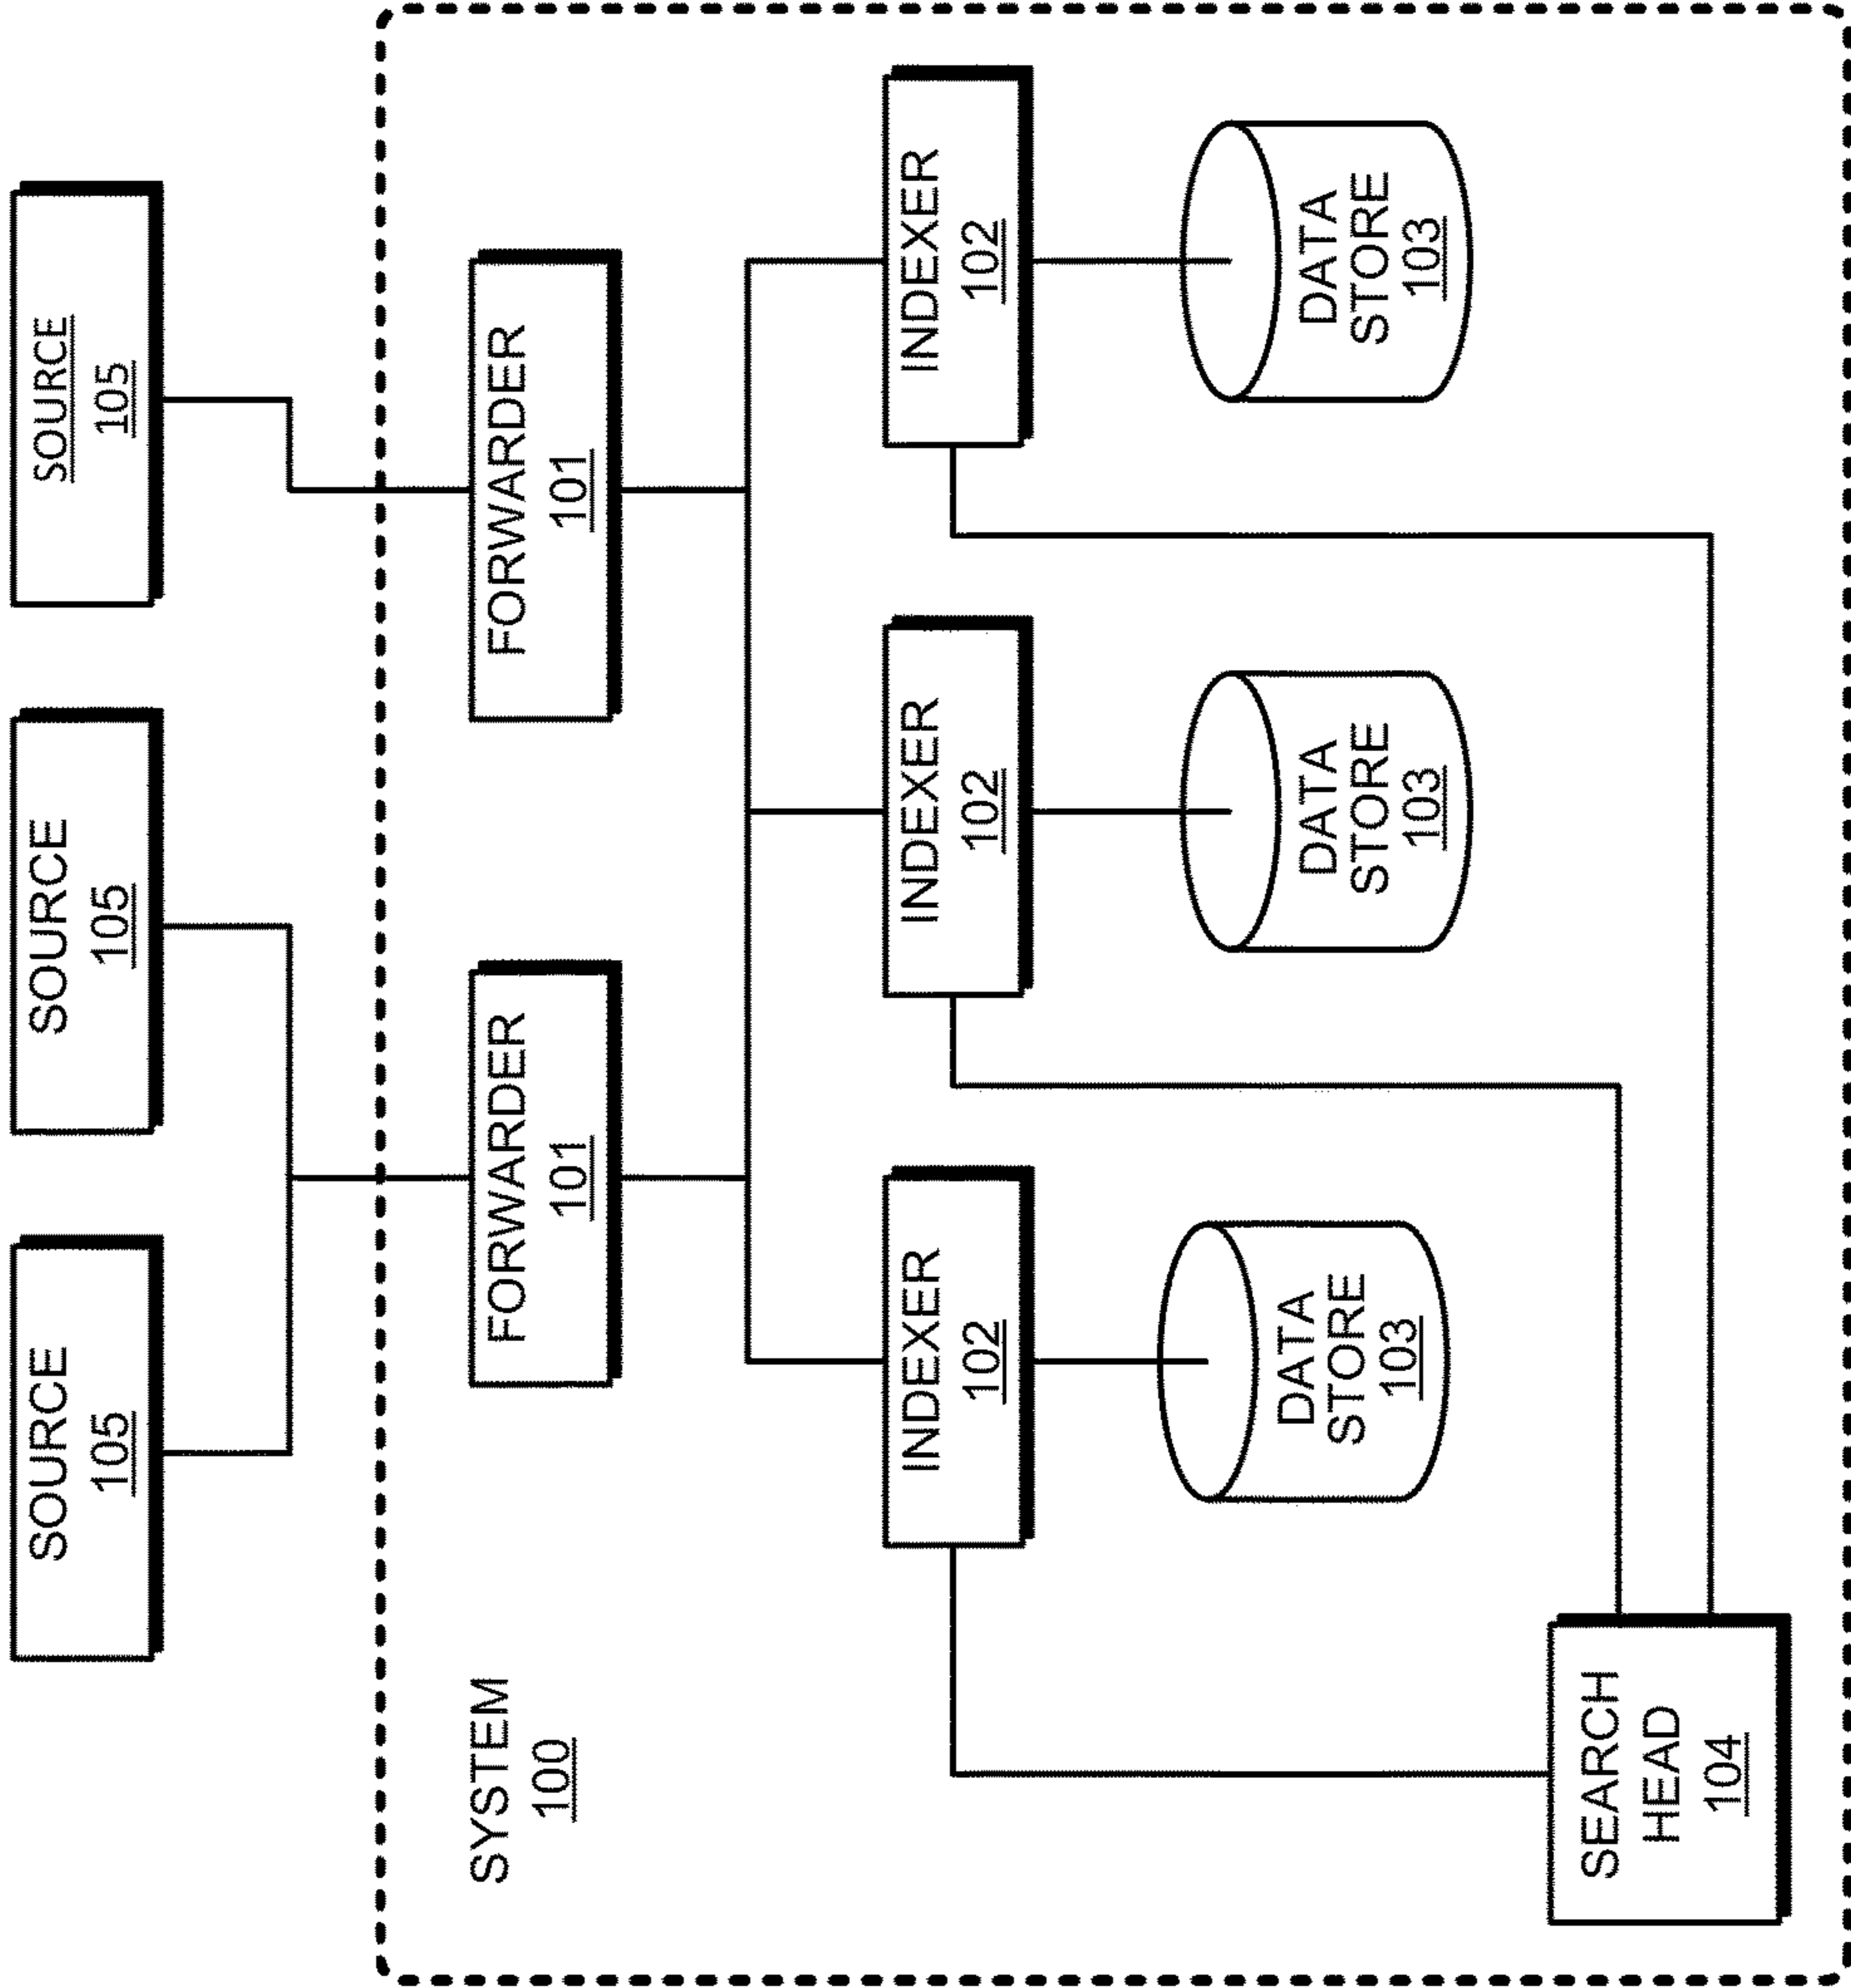 SOURCE
105
SOURCE
105
SOURCE
105
SYSTEM
100
FORWARDER
101
FORWARDER
101
INDEXER
102
INDEXER
102
INDEXER
102
DATA
STORE
103
DATA
STORE
103
DATA
STORE
103
SEARCH
HEAD
104